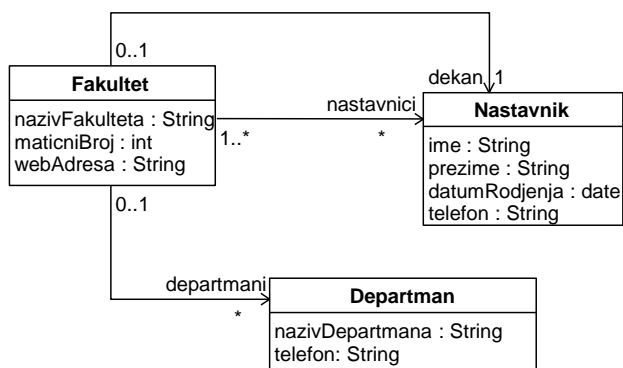 0..1
dekan 1
Fakultet
nazivFakulteta : String
maticniBroj : int
webAdresa : String
nastavnici
1..*
*
Nastavnik
ime : String
prezime : String
datumRodjenja : date
telefon : String
0..1
departmani
*
Departman
nazivDepartmana : String
telefon: String